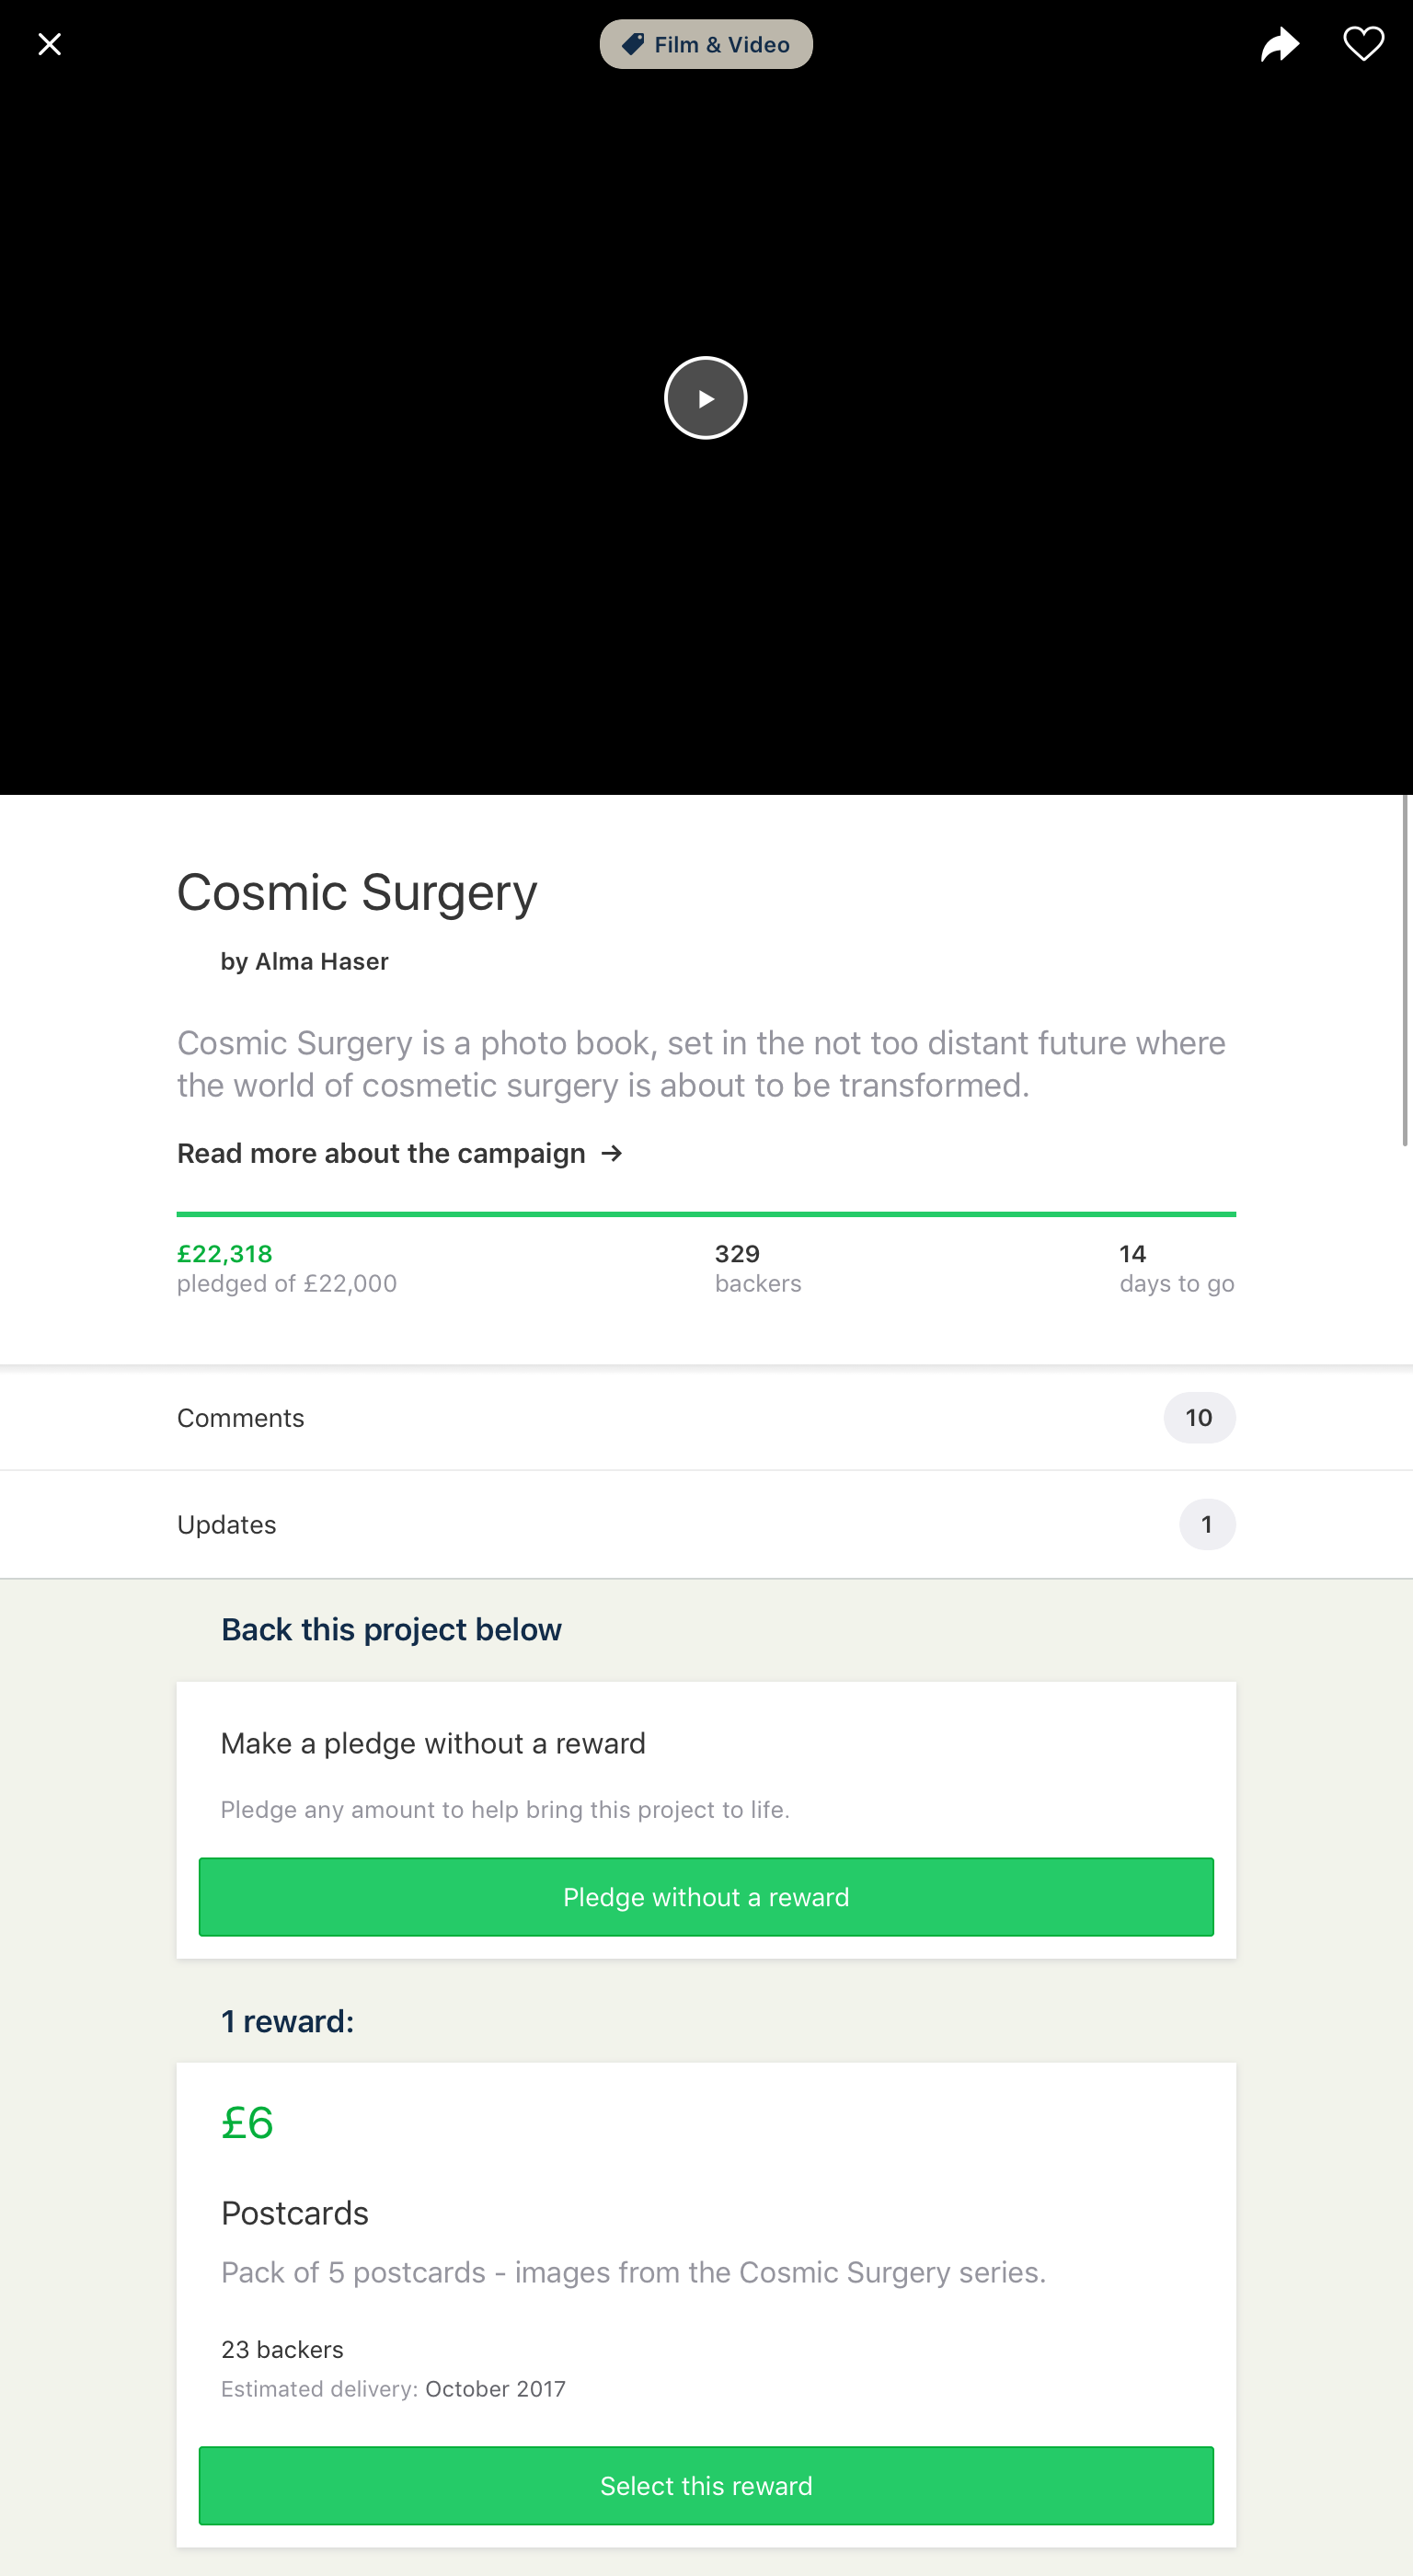 Film & Video
Cosmic Surgery
by Alma Haser
Cosmic Surgery is a photo book, set in the not too distant future where
the world of cosmetic surgery is about to be transformed.
Read more about the campaign →
£22,318
pledged of £22,000
329
backers
14
days to go
Comments
10
Updates
1
Back this project below
Make a pledge without a reward
Pledge any amount to help bring this project to life.
Pledge without a reward
1 reward:
£6
Postcards
Pack of 5 postcards - images from the Cosmic Surgery series.
23 backers
Estimated delivery: October 2017
Select this reward